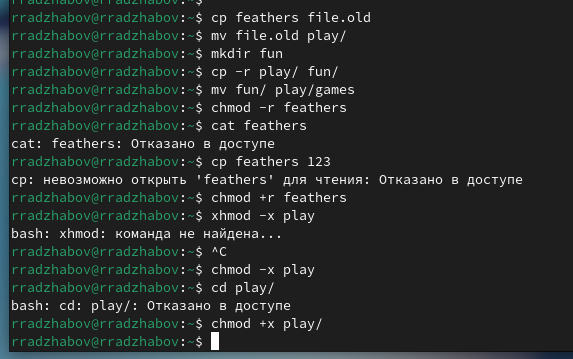 rradzhabov@rradzhabov:~$ cp feathers file.old
rradzhabov@rradzhabov:~$ mv file.old play/
rradzhabov@rradzhabov:~$ mkdir fun
rradzhabov@rradzhabov:~$ cp -r play/ fun/
rradzhabov@rradzhabov:~$ mv fun/ play/games
rradzhabov@rradzhabov:~$ chmod -r feathers
rradzhabov@rradzhabov:~$ cat feathers
cat: feathers: Отказано в доступе
rradzhabov@rradzhabov:~$ cp feathers 123
cp: невозможно открыть 'feathers' для чтения: Отказано в доступе
rradzhabov@rradzhabov:~$ chmod +r feathers
rradzhabov@rradzhabov:~$ xhmod -x play
bash: xhmod: команда не найдена...
rradzhabov@rradzhabov:~$ ^C
rradzhabov@rradzhabov:~$ chmod -x play
rradzhabov@rradzhabov:~$ cd play/
bash: cd: play/: Отказано в доступе
rradzhabov@rradzhabov:~$ chmod +x play/
rradzhabov@rradzhabov:~$